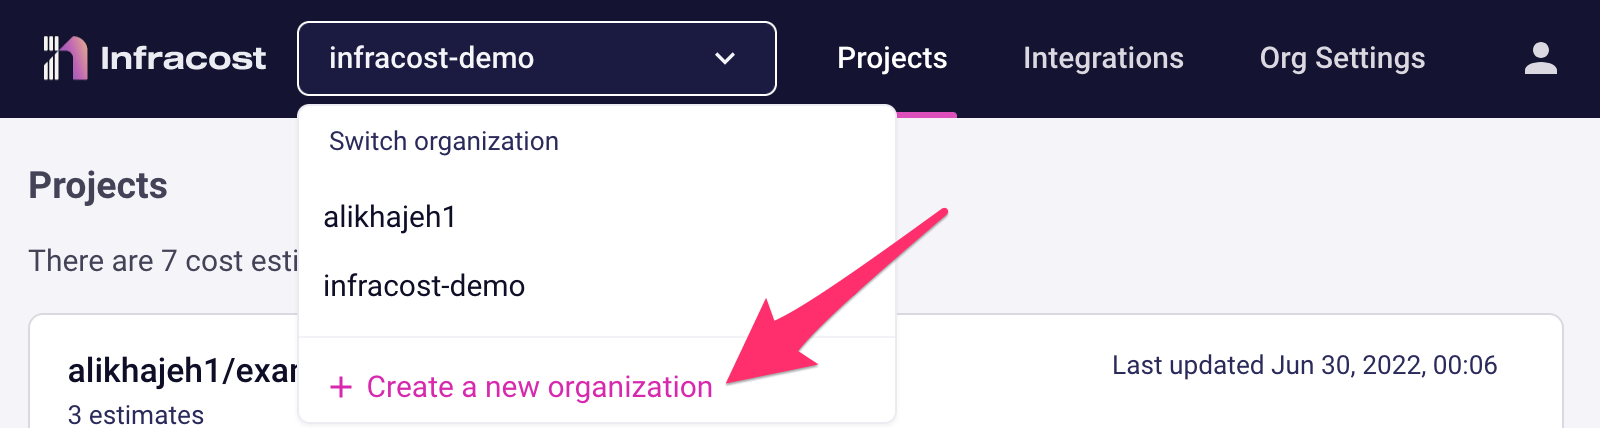 Infracost
infracost-demo
Projects
Integrations
Org Settings
Switch organization
Projects
alikhajeh1
There are 7 cost esti
infracost-demo
alikhajeh1/exar
Last updated Jun 30, 2022, 00:06
+ Create a new organization
3 estimates